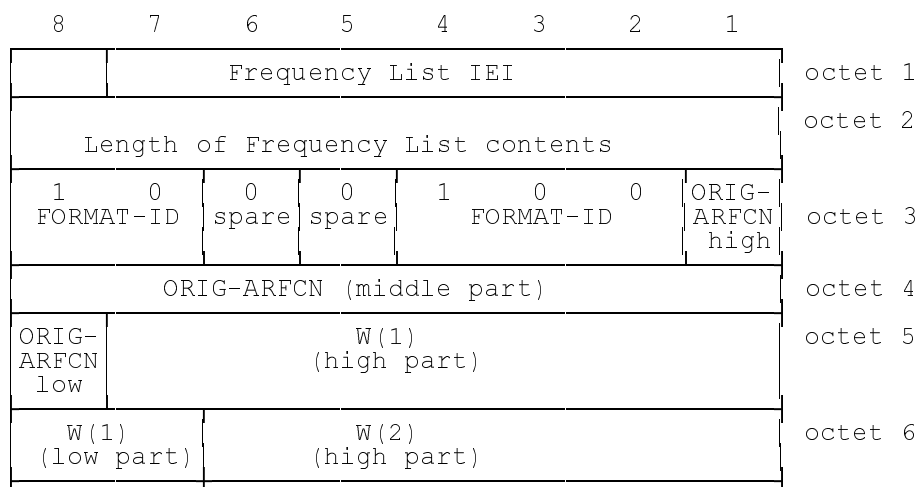 8 7 6 5 4 3 2 1
Frequency List IEI octet 1
octet 2
Length of Frequency List contents
1 0 0 0 1 0 0 ORIG-
FORMAT-ID spare spare FORMAT-ID ARFCN octet 3
high
ORIG-ARFCN (middle part) octet 4
ORIG- W(1) octet 5
ARFCN (high part)
low
W(1) W(2) octet 6
(low part) (high part)